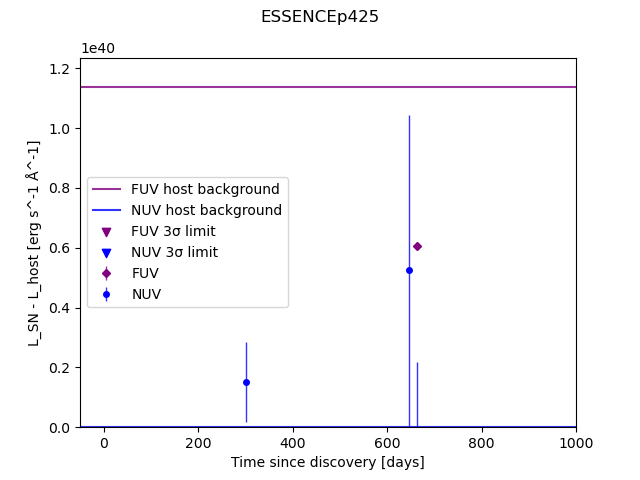 ESSENCEp425
1e40
1.2
1.0
0.8
0.6
0.4
0.2
0.0
L_SN - L_host [erg s^-1 Å^-1]
FUV host background
NUV host background
FUV 3σ limit
NUV 3σ limit
FUV
NUV
0
200
400
600
800
1000
Time since discovery [days]